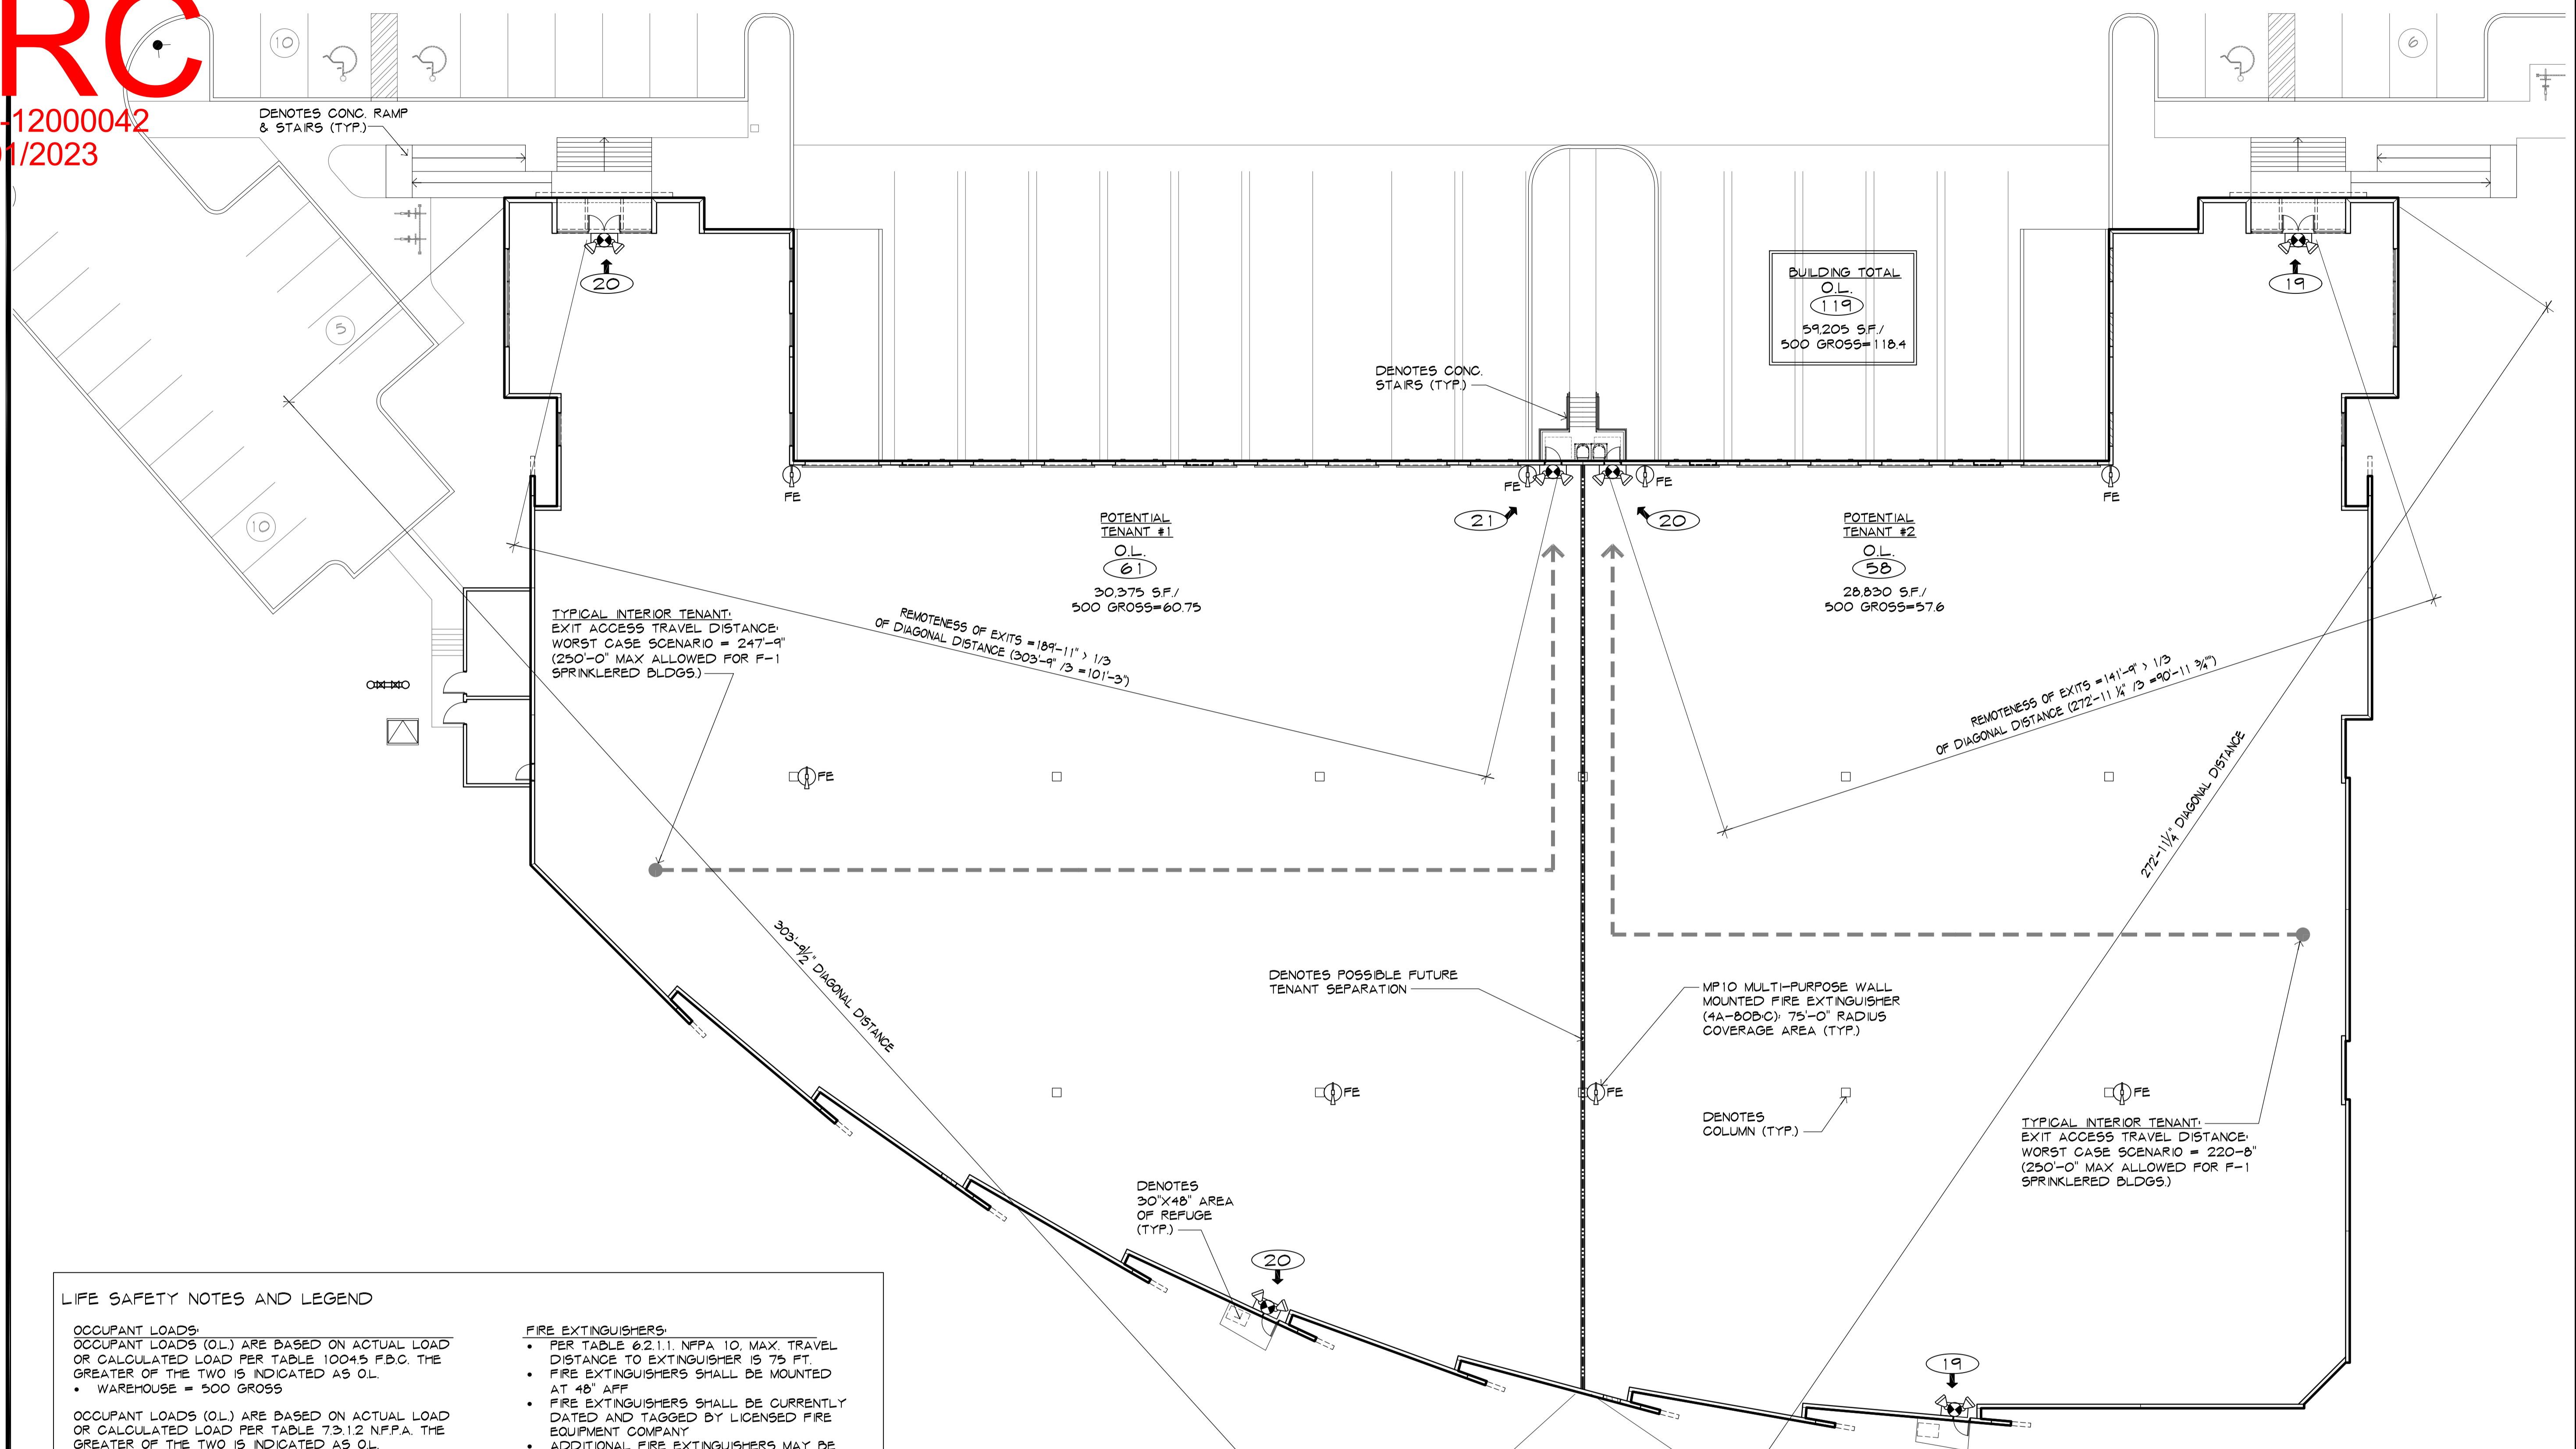 RC
-12000042
01/2023
10
6
DENOTES CONC. RAMP
& STAIRS (TYP.)
5
10
20
19
BUILDING TOTAL
O.L.
119
59,205 S.F./
500 GROSS=118.4
DENOTES CONC.
STAIRS (TYP.)
FE
FE
FE
FE
21
20
POTENTIAL
TENANT #1
O.L.
61
30,375 S.F./
500 GROSS=60.75
POTENTIAL
TENANT #2
O.L.
58
28,830 S.F./
500 GROSS=57.6
TYPICAL INTERIOR TENANT:
EXIT ACCESS TRAVEL DISTANCE:
WORST CASE SCENARIO = 247'-9"
(250'-0" MAX ALLOWED FOR F-1
SPRINKLERED BLDGS.)
REMOTENESS OF EXITS =189'-11" > 1/3
OF DIAGONAL DISTANCE (303'-9" /3 =101'-3")
REMOTENESS OF EXITS =141'-9" > 1/3
OF DIAGONAL DISTANCE (272'-11 1/4" /3 =90'-11 3/4"")
272'-11 1/4" DIAGONAL DISTANCE
FE
303'-9 1/2" DIAGONAL DISTANCE
DENOTES POSSIBLE FUTURE
TENANT SEPARATION
MP10 MULTI-PURPOSE WALL
MOUNTED FIRE EXTINGUISHER
(4A-80B:C); 75'-0" RADIUS
COVERAGE AREA (TYP.)
FE
FE
FE
DENOTES
COLUMN (TYP.)
TYPICAL INTERIOR TENANT:
EXIT ACCESS TRAVEL DISTANCE:
WORST CASE SCENARIO = 220-8"
(250'-0" MAX ALLOWED FOR F-1
SPRINKLERED BLDGS.)
DENOTES
30"X48" AREA
OF REFUGE
(TYP.)
20
19
LIFE SAFETY NOTES AND LEGEND
OCCUPANT LOADS:
OCCUPANT LOADS (O.L.) ARE BASED ON ACTUAL LOAD
OR CALCULATED LOAD PER TABLE 1004.5 F.B.C. THE
GREATER OF THE TWO IS INDICATED AS O.L.
• WAREHOUSE = 500 GROSS
OCCUPANT LOADS (O.L.) ARE BASED ON ACTUAL LOAD
OR CALCULATED LOAD PER TABLE 7.3.1.2 N.F.P.A. THE
GREATER OF THE TWO IS INDICATED AS O.L.
FIRE EXTINGUISHERS:
• PER TABLE 6.2.1.1. NFPA 10, MAX. TRAVEL
DISTANCE TO EXTINGUISHER IS 75 FT.
• FIRE EXTINGUISHERS SHALL BE MOUNTED
AT 48" AFF
• FIRE EXTINGUISHERS SHALL BE CURRENTLY
DATED AND TAGGED BY LICENSED FIRE
EQUIPMENT COMPANY
• ADDITIONAL FIRE EXTINGUISHERS MAY BE